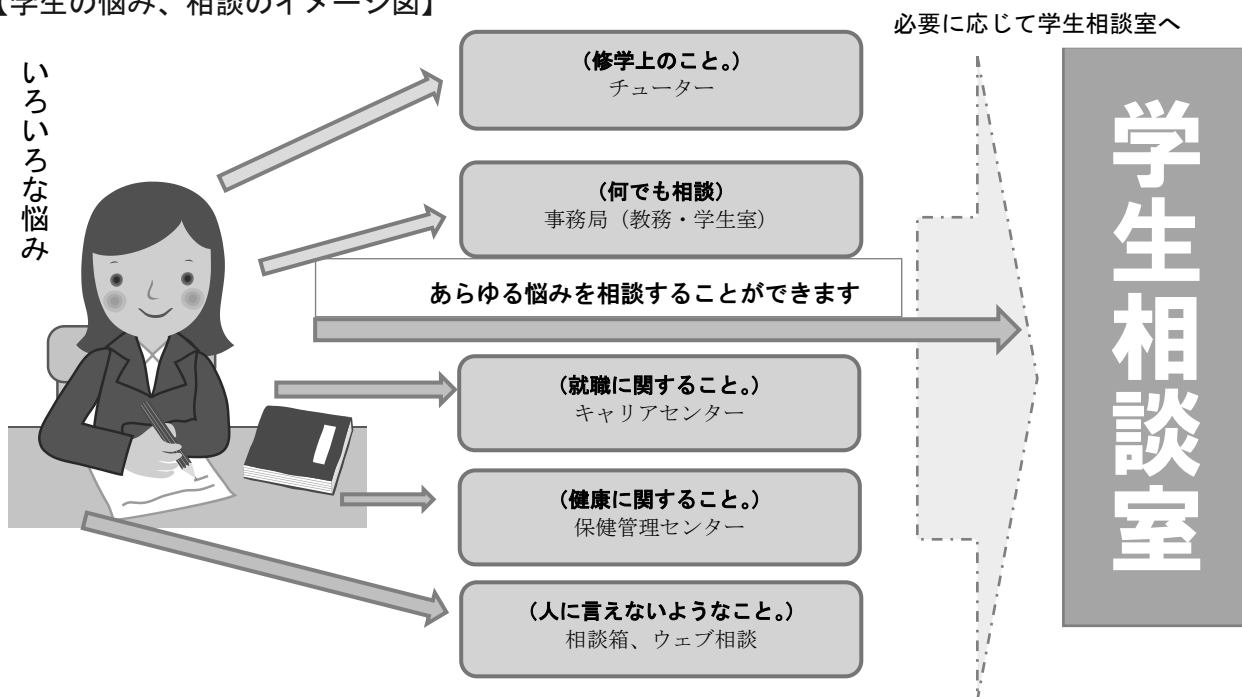 【学生の悩み、相談のイメージ図】
必要に応じて学生相談室へ
いろいろな悩み
（修学上のこと。）
チューター
（何でも相談）
事務局（教務・学生室）
あらゆる悩みを相談することができます
（就職に関すること。）
キャリアセンター
（健康に関すること。）
保健管理センター
（人に言えないようなこと。）
相談箱、ウェブ相談
学生相談室